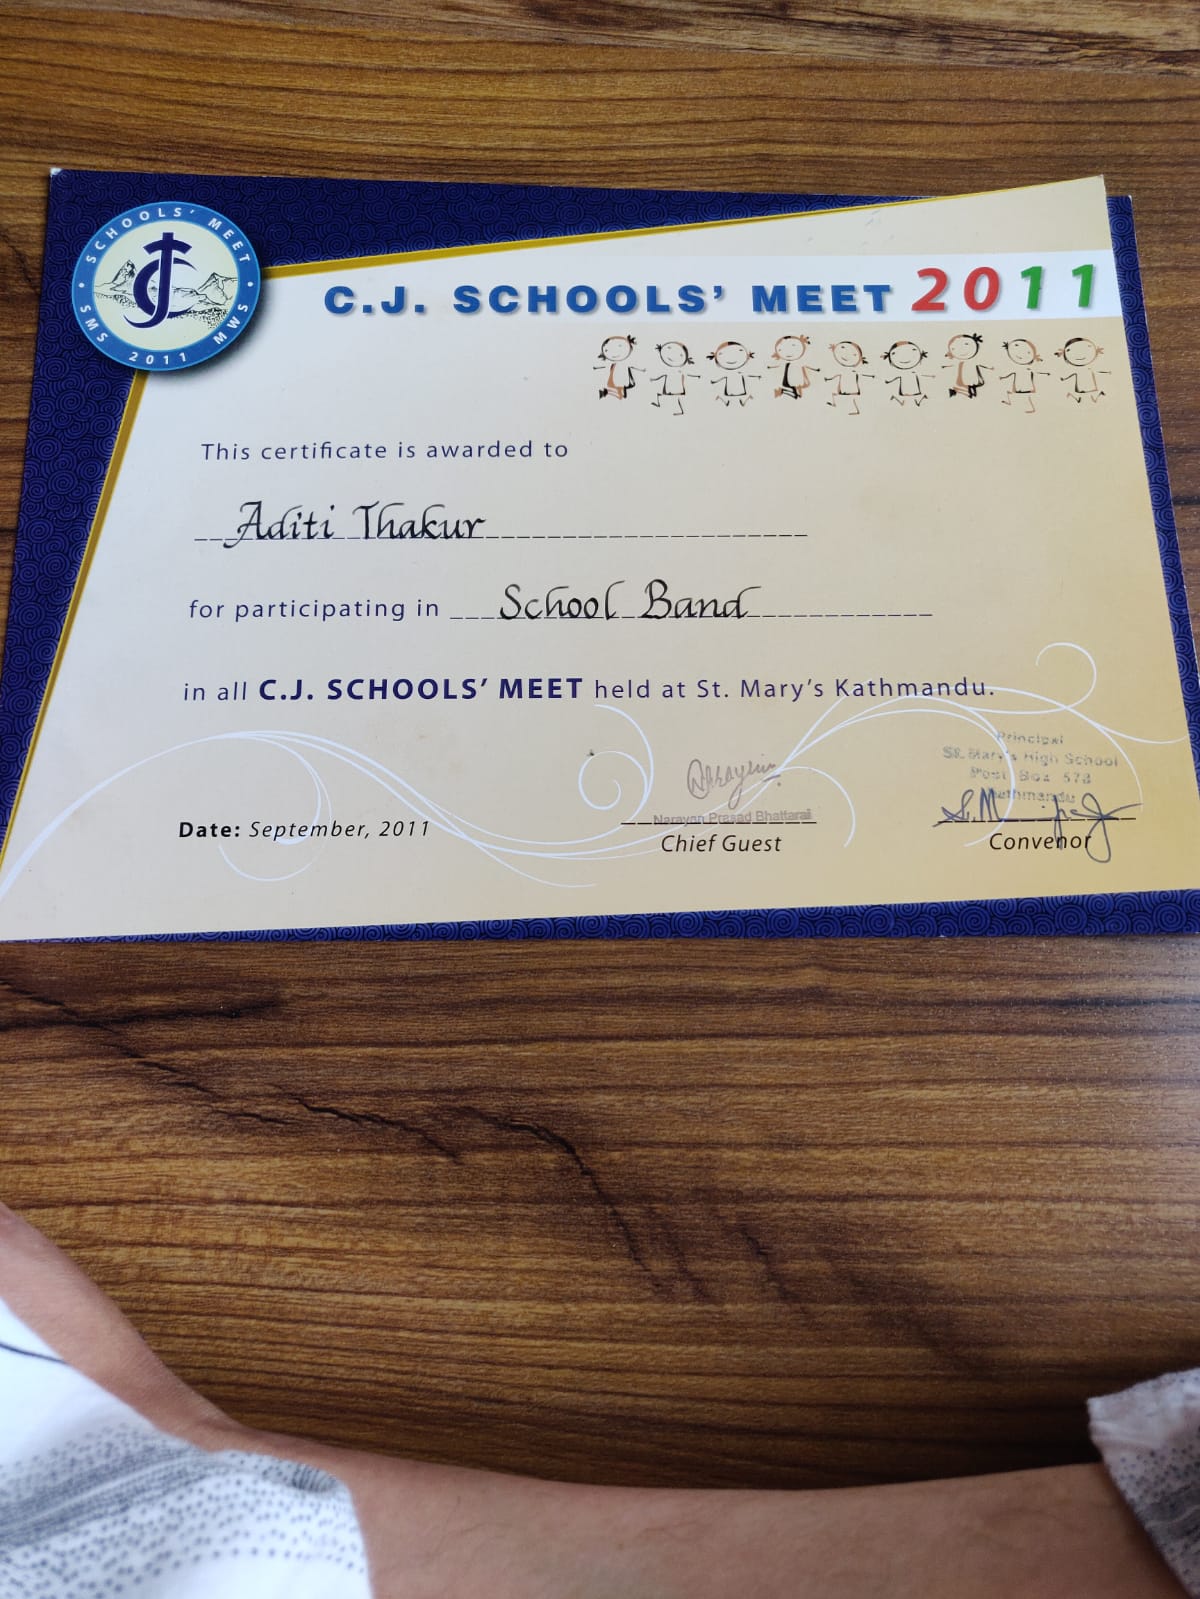 SCHOOLS' MEET
SMS 2011 MWS
CJ
C.J. SCHOOLS' MEET 2011
This certificate is awarded to
Aditi Thakur
for participating in School Band
in all C.J. SCHOOLS' MEET held at St. Mary's Kathmandu.
Principal
St. Mary's High School
Post Box 578
Kathmandu
Narayan Prasad Bhattarai
Date: September, 2011
Chief Guest
Convenor